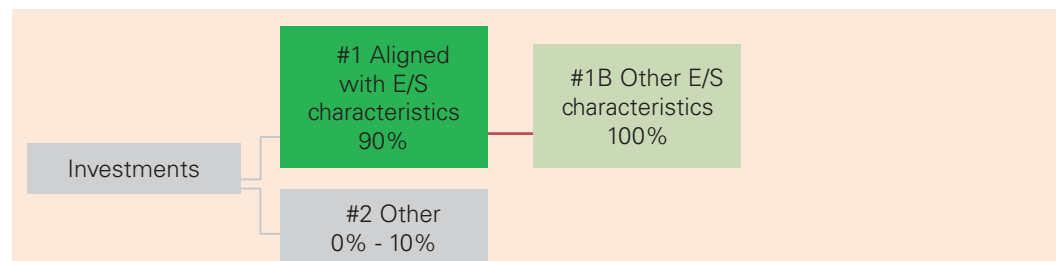 #1 Aligned
with E/S
characteristics
90%
#1B Other E/S
characteristics
100%
Investments
#2 Other
0% - 10%